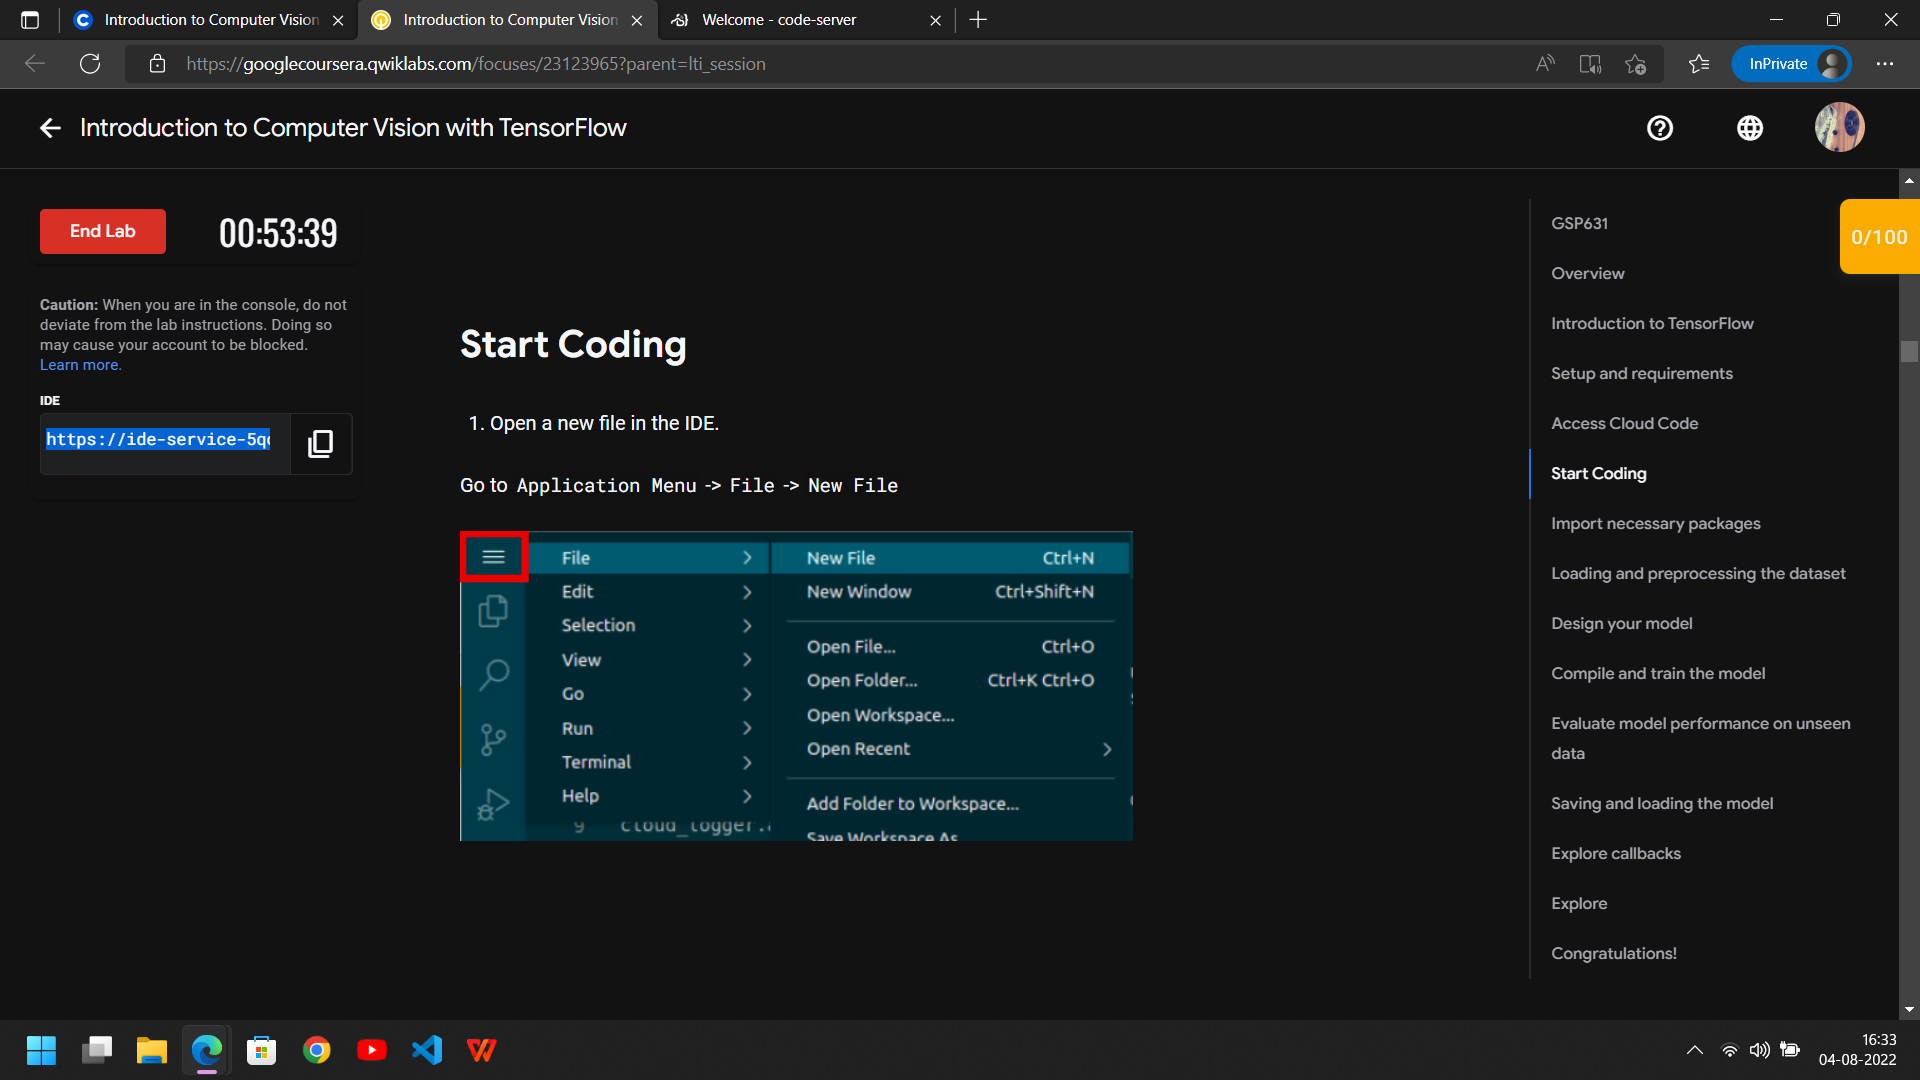 Introduction to Computer Vision
Introduction to Computer Vision
Welcome - code-server
https://googlecoursera.qwiklabs.com/focuses/23123965?parent=lti_session
InPrivate
Introduction to Computer Vision with TensorFlow
End Lab
00:53:39
Caution: When you are in the console, do not
deviate from the lab instructions. Doing so
may cause your account to be blocked.
Learn more.
IDE
https://ide-service-5q
Start Coding
1. Open a new file in the IDE.
Go to Application Menu -> File -> New File
File
Edit
Selection
View
Go
Run
Terminal
Help
9 cloud_logger.
New File Ctrl+N
New Window Ctrl+Shift+N
Open File... Ctrl+O
Open Folder... Ctrl+K Ctrl+O
Open Workspace...
Open Recent
Add Folder to Workspace...
Save Workspace As
GSP631
Overview
Introduction to TensorFlow
Setup and requirements
Access Cloud Code
Start Coding
Import necessary packages
Loading and preprocessing the dataset
Design your model
Compile and train the model
Evaluate model performance on unseen
data
Saving and loading the model
Explore callbacks
Explore
Congratulations!
0/100
16:33
04-08-2022